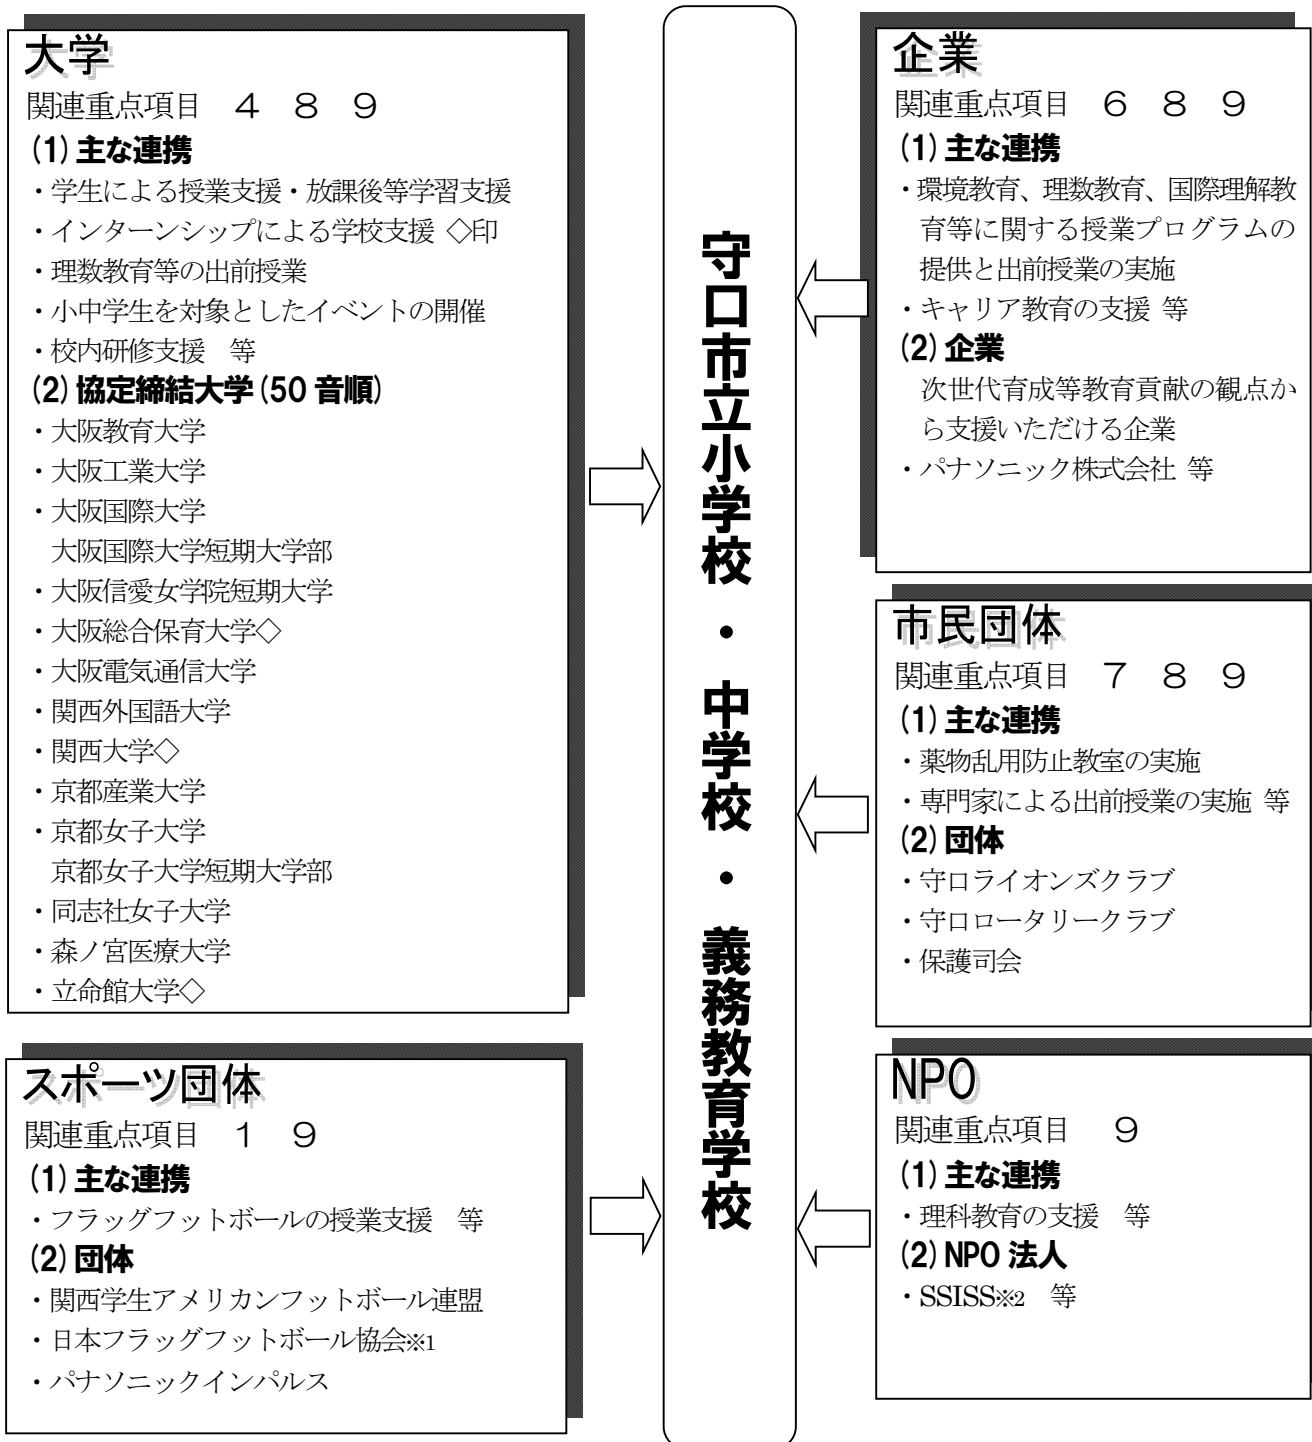 大学
関連重点項目　４　８　９
(1)主な連携
・学生による授業支援・放課後等学習支援
・インターンシップによる学校支援 ◇印
・理数教育等の出前授業
・小中学生を対象としたイベントの開催
・校内研修支援　等
(2)協定締結大学(50音順)
・大阪教育大学
・大阪工業大学
・大阪国際大学
大阪国際大学短期大学部
・大阪信愛女学院短期大学
・大阪総合保育大学◇
・大阪電気通信大学
・関西外国語大学
・関西大学◇
・京都産業大学
・京都女子大学
京都女子大学短期大学部
・同志社女子大学
・森ノ宮医療大学
・立命館大学◇
スポーツ団体
関連重点項目　１　９
(1)主な連携
・フラッグフットボールの授業支援　等
(2)団体
・関西学生アメリカンフットボール連盟
・日本フラッグフットボール協会※1
・パナソニックインパルス
守口市立小学校・中学校・義務教育学校
企業
関連重点項目　６　８　９
(1)主な連携
・環境教育、理数教育、国際理解教
育等に関する授業プログラムの
提供と出前授業の実施
・キャリア教育の支援 等
(2)企業
次世代育成等教育貢献の観点か
ら支援いただける企業
・パナソニック株式会社 等
市民団体
関連重点項目　７　８　９
(1)主な連携
・薬物乱用防止教室の実施
・専門家による出前授業の実施 等
(2)団体
・守口ライオンズクラブ
・守口ロータリークラブ
・保護司会
NPO
関連重点項目　９
(1)主な連携
・理科教育の支援　等
(2)NPO法人
・SSISS※2　等